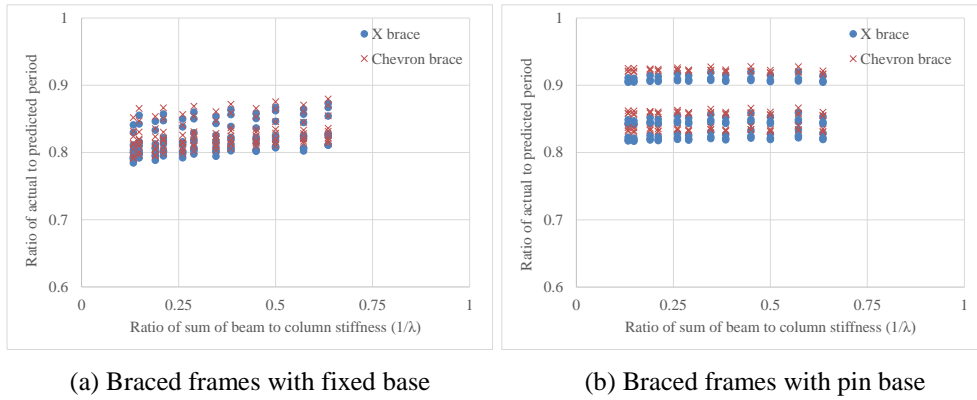 1
0.9
0.8
0.7
0.6
0
0.25
0.5
0.75
1
Ratio of actual to predicted period
Ratio of sum of beam to column stiffness (1/λ)
X brace
Chevron brace
(a) Braced frames with fixed base
1
0.9
0.8
0.7
0.6
0
0.25
0.5
0.75
1
Ratio of actual to predicted period
Ratio of sum of beam to column stiffness (1/λ)
X brace
Chevron brace
(b) Braced frames with pin base